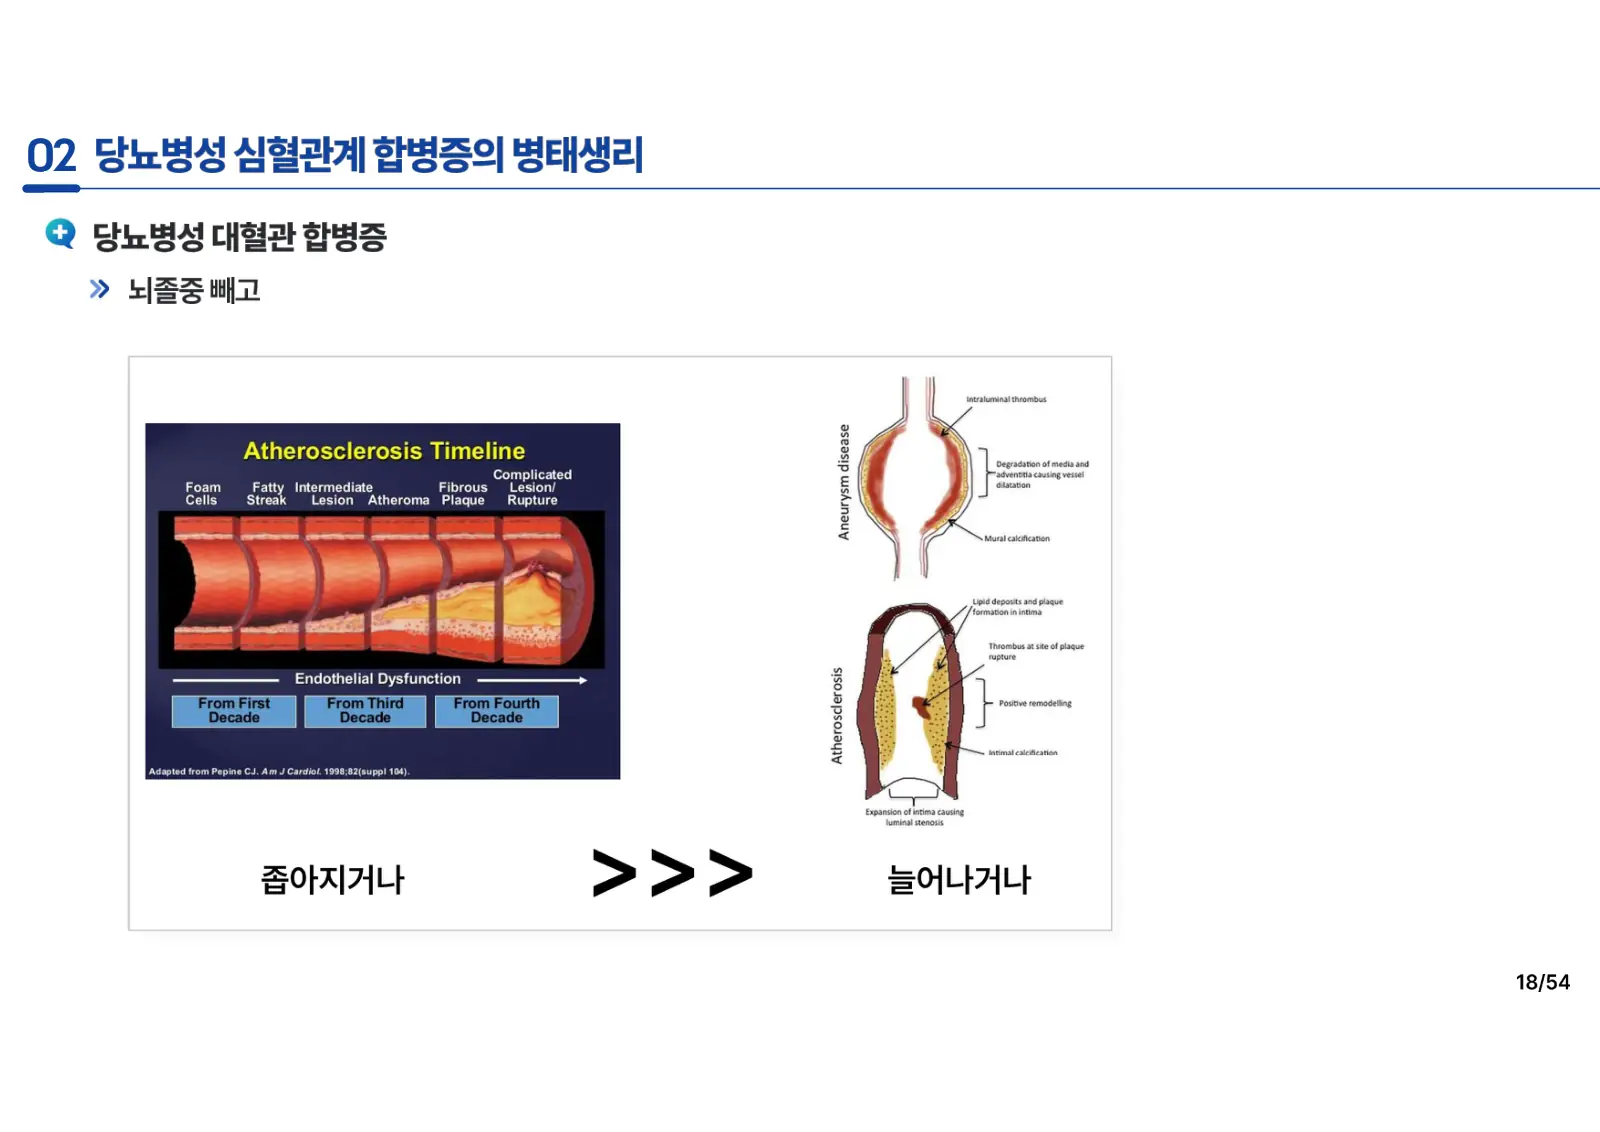 02 당뇨병성 심혈관계 합병증의 병태생리
당뇨병성 대혈관 합병증
뇌졸중 빼고
Atherosclerosis Timeline
Foam Cells
Fatty Streak
Intermediate Lesion
Atheroma
Fibrous Plaque
Complicated Lesion/ Rupture
Endothelial Dysfunction
From First Decade
From Third Decade
From Fourth Decade
Adapted from Pepine CJ. Am J Cardiol. 1998;82(suppl 104).
Aneurysm disease
Intraluminal thrombus
Degradation of media and
adventitia causing vessel
dilatation
Mural calcification
Atherosclerosis
Lipid deposits and plaque
formation in intima
Thrombus at site of plaque
rupture
Positive remodelling
Intimal calcification
Expansion of intima causing
luminal stenosis
좁아지거나 >>> 늘어나거나
18/54